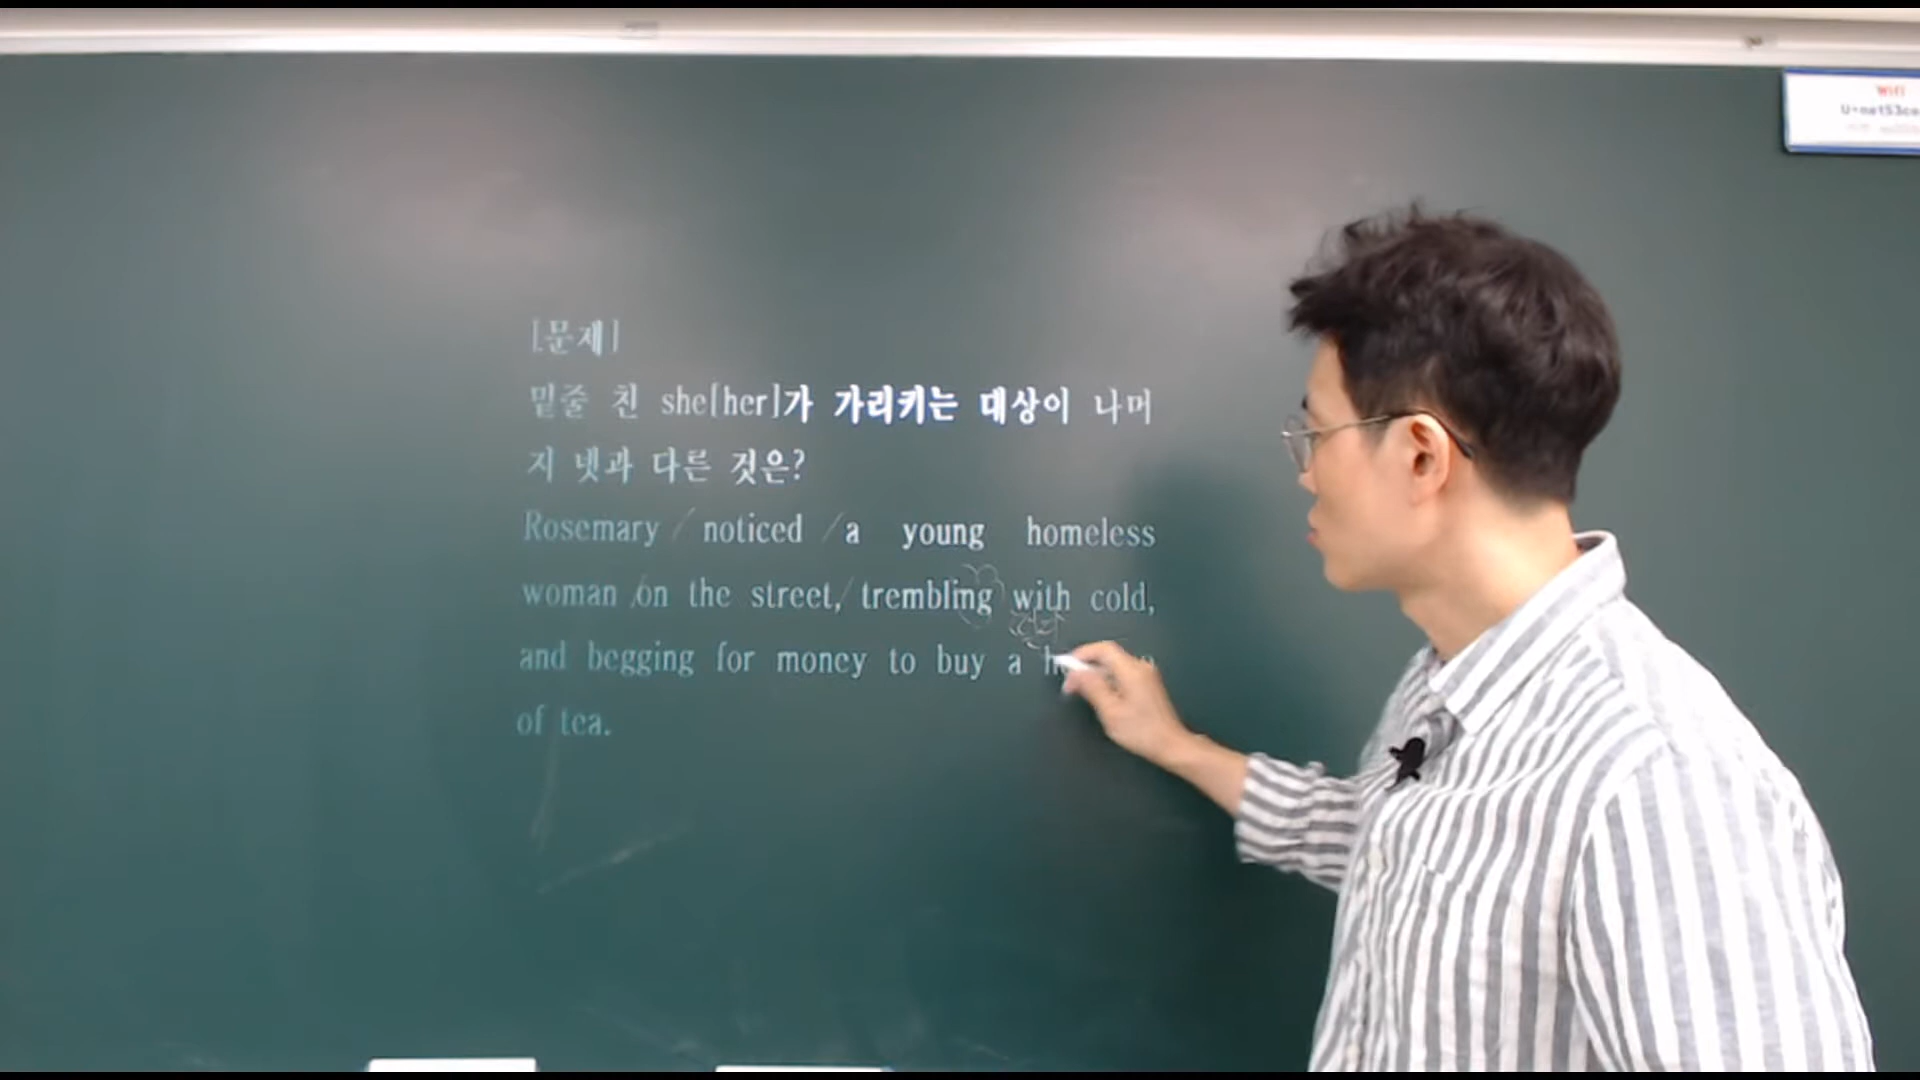 [문제]
밑줄 친 she[her]가 가리키는 대상이 나머
지 넷과 다른 것은?
Rosemary / noticed / a young homeless
woman / on the street, / trembling with cold,
and begging for money to buy a
of tea.
Wifi